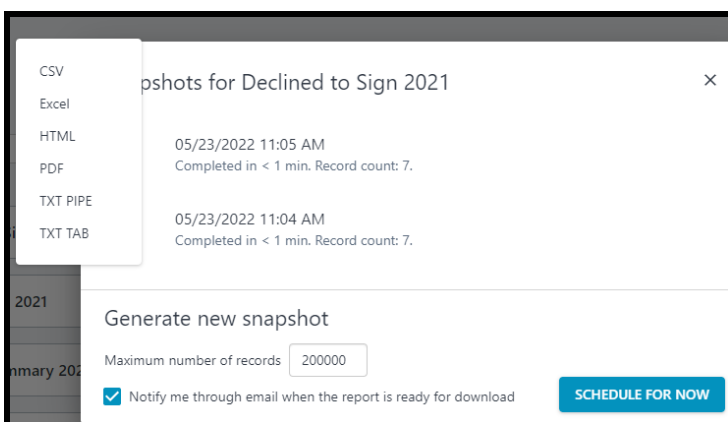 CSV
Excel
HTML
PDF
TXT PIPE
TXT TAB
pshots for Declined to Sign 2021
05/23/2022 11:05 AM
Completed in < 1 min. Record count: 7.
05/23/2022 11:04 AM
Completed in < 1 min. Record count: 7.
2021
mmary 202
Generate new snapshot
Maximum number of records 200000
Notify me through email when the report is ready for download
SCHEDULE FOR NOW